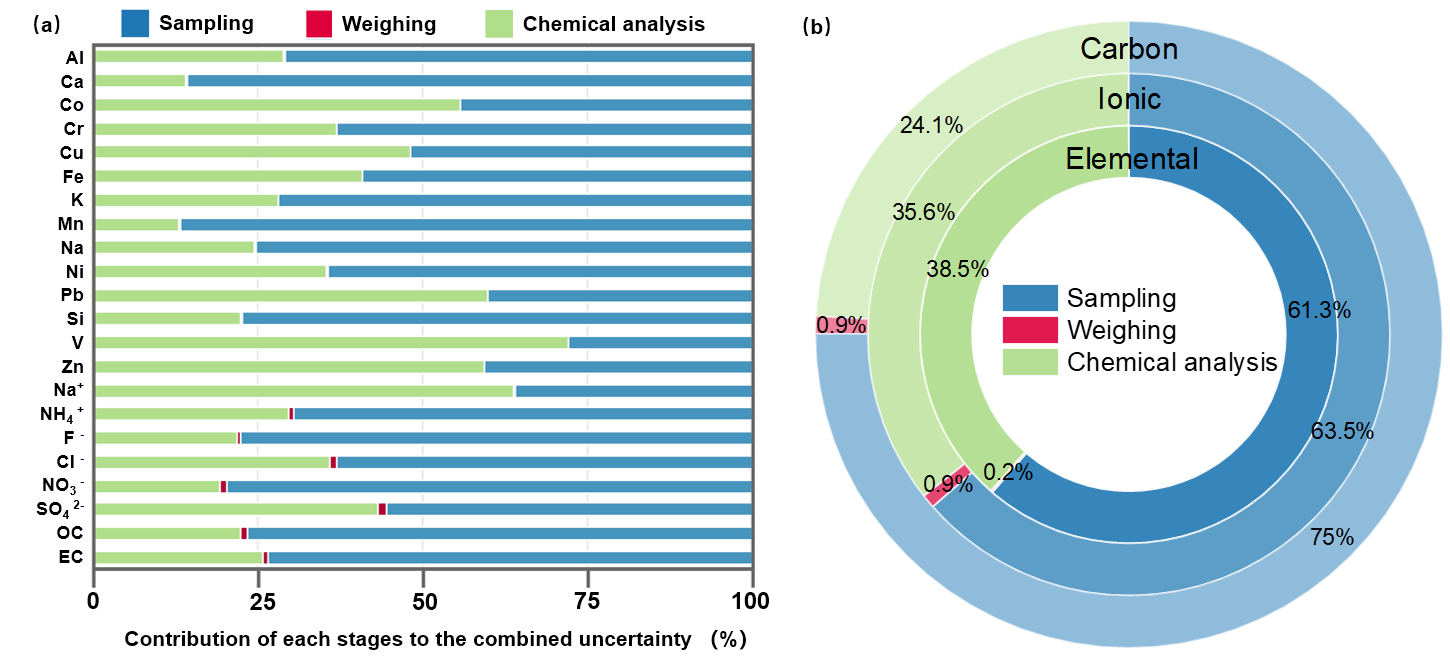 (a)
Sampling Weighing Chemical analysis
Al
Ca
Co
Cr
Cu
Fe
K
Mn
Na
Ni
Pb
Si
V
Zn
Na⁺
NH₄⁺
F⁻
Cl⁻
NO₃⁻
SO₄²⁻
OC
EC
0 25 50 75 100
Contribution of each stages to the combined uncertainty (%)
(b)
Carbon
Ionic
Elemental
24.1%
35.6%
38.5%
61.3%
0.9%
63.5%
0.2%
0.9%
75%
Sampling
Weighing
Chemical analysis